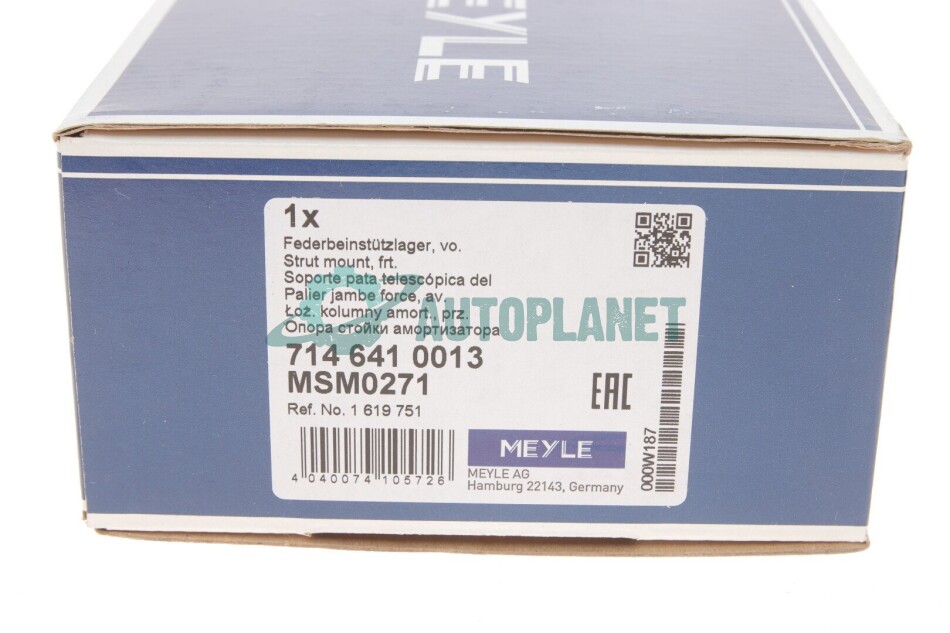 MEYLE
1x
Federbeinstützlager, vo.
Strut mount, frt.
Soporte pata telescópica del
Palier jambe force, av.
Łoż. kolumny amort., prz.
Опора стойки амортизатора
AUTOPLANET
714 641 0013
MSM0271
Ref. No. 1 619 751
EAC
000W187
MEYLE
4 040074 105726
MEYLE AG
Hamburg 22143, Germany